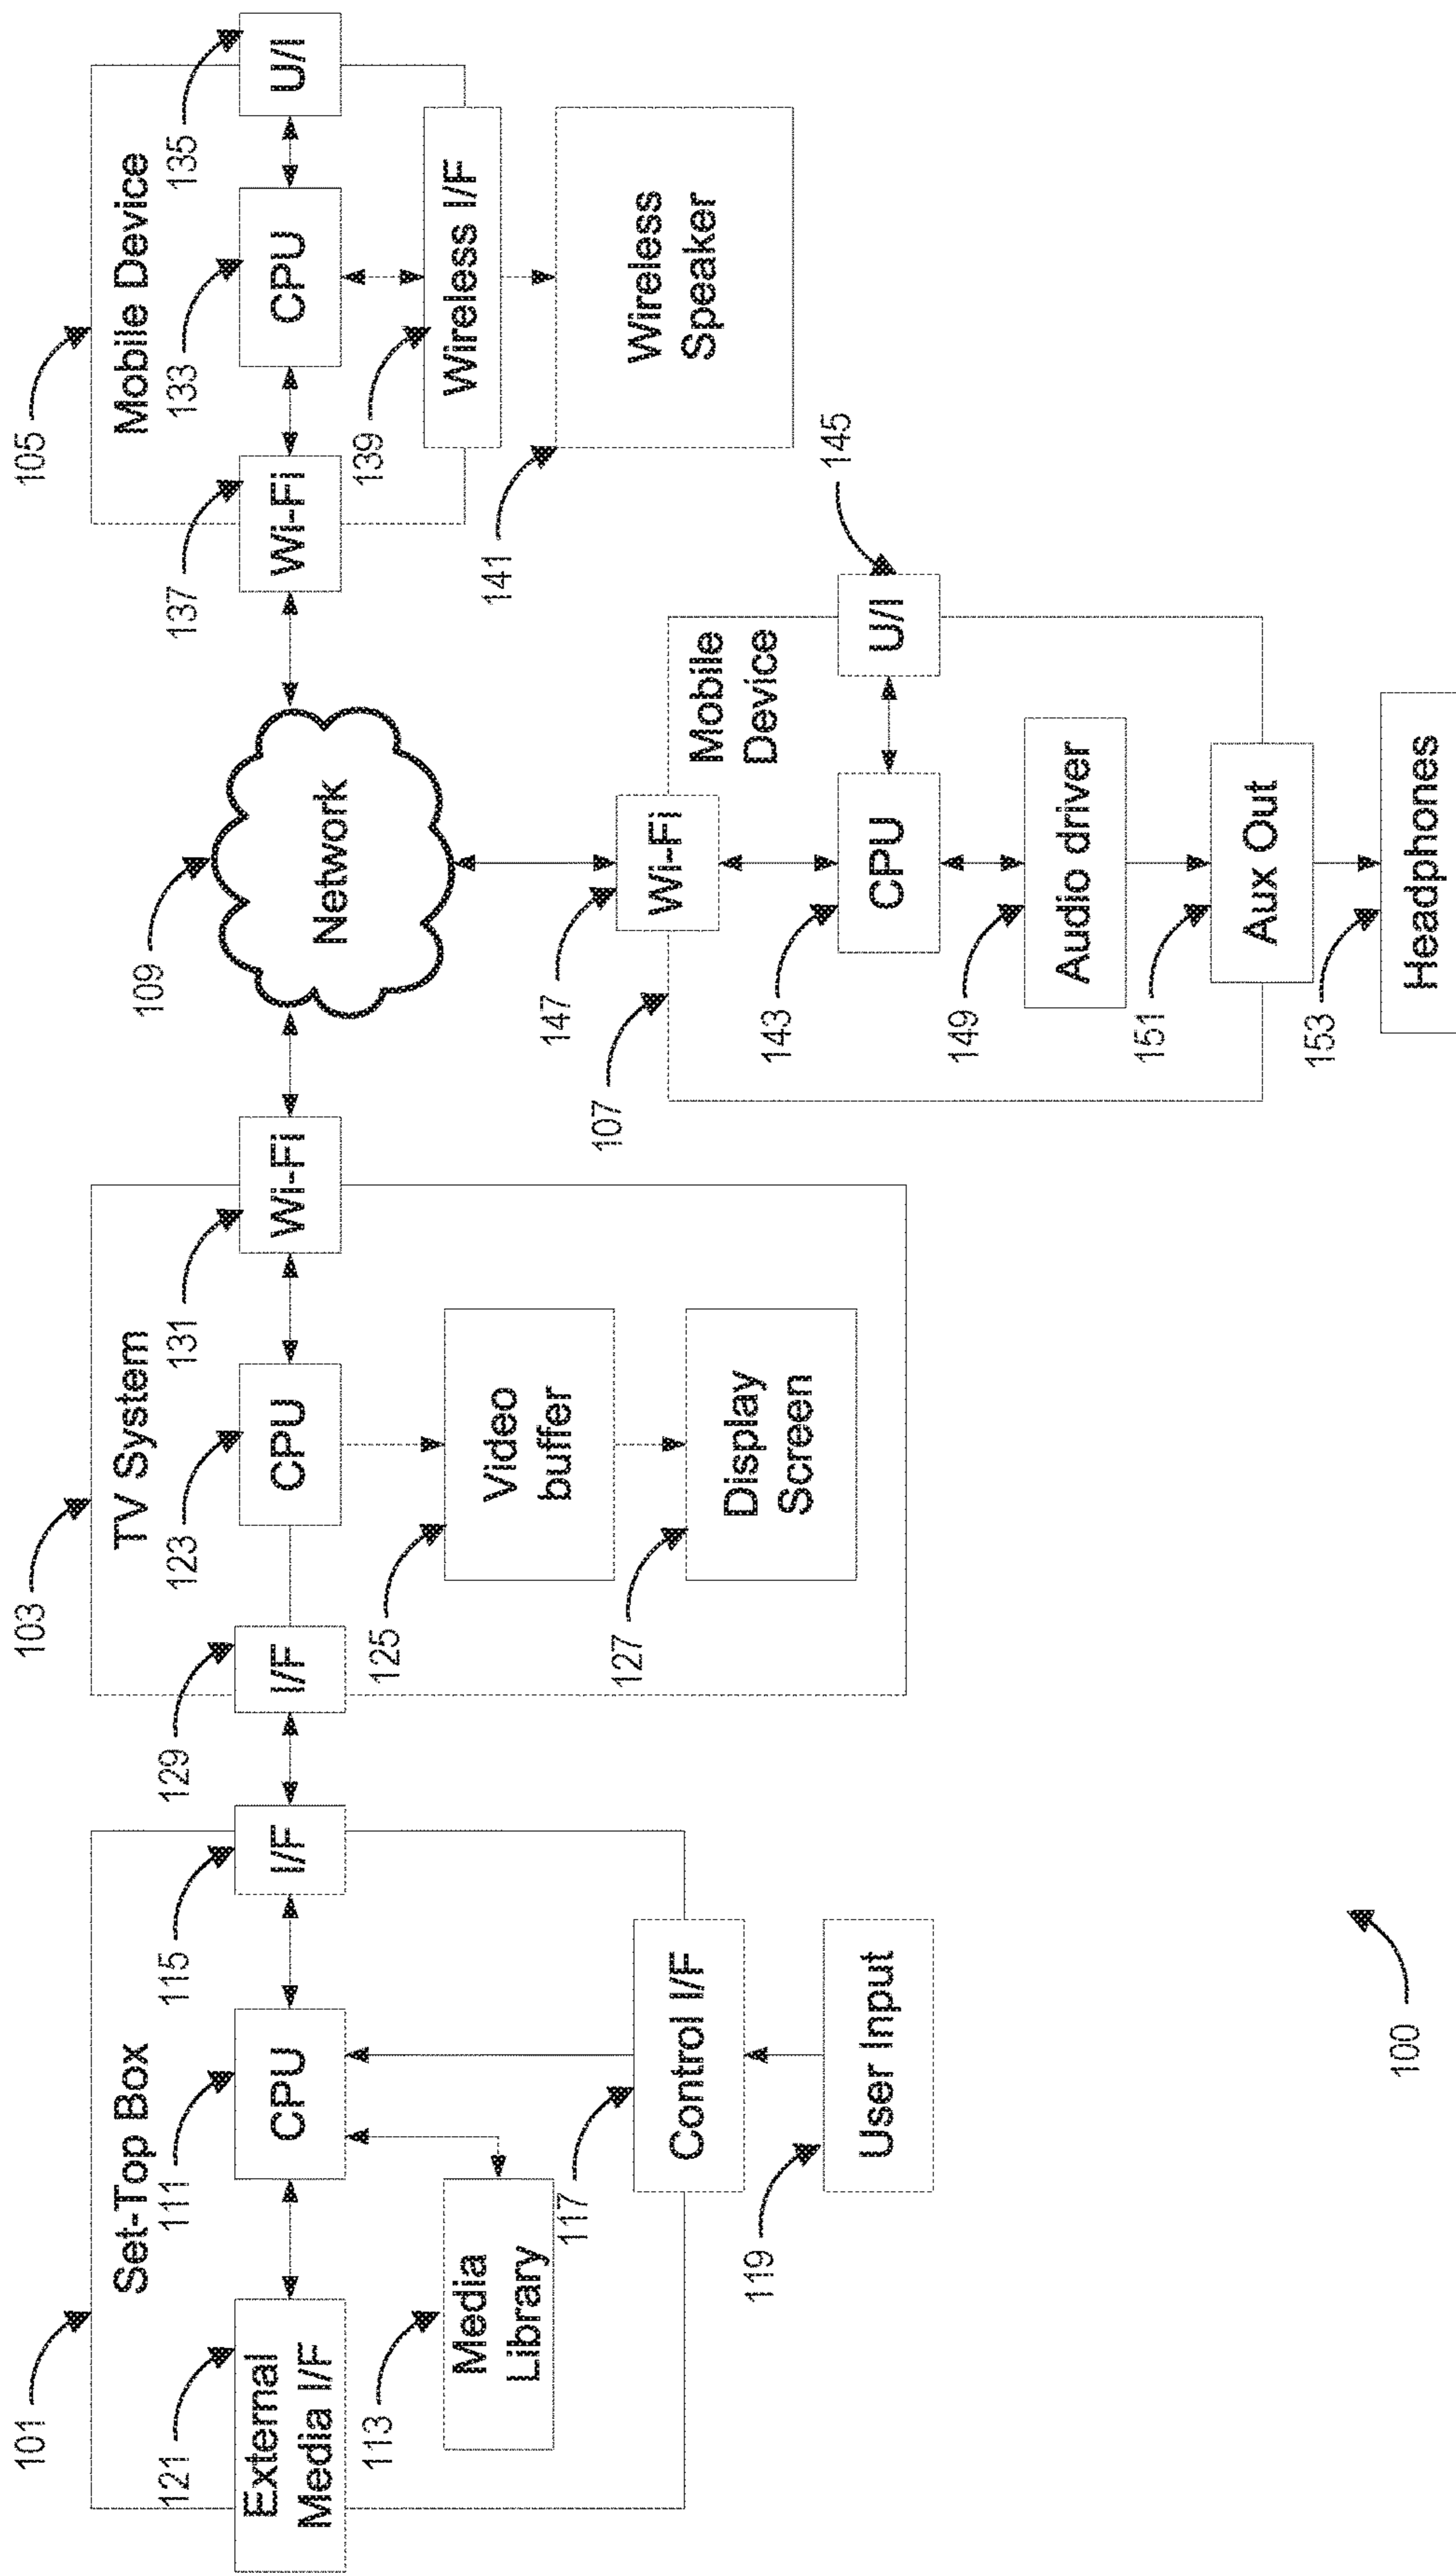 101
Set-Top Box
121
External
Media I/F
111
CPU
115
I/F
113
Media
Library
117
Control I/F
119
User Input
103
TV System
129
I/F
123
CPU
131
Wi-Fi
125
Video
buffer
127
Display
Screen
109
Network
105
Mobile Device
137
Wi-Fi
133
CPU
135
U/I
139
Wireless I/F
141
Wireless
Speaker
107
Mobile
Device
147
Wi-Fi
143
CPU
145
U/I
149
Audio driver
151
Aux Out
153
Headphones
100